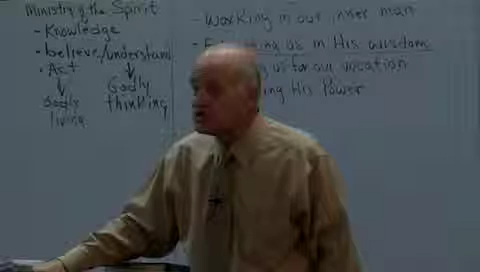 Ministry of the Spirit
- Knowledge
- believe/understand
- Act
Godly thinking
Godly living
- Working in our inner man
us in His wisdom
us for our vocation
His Power